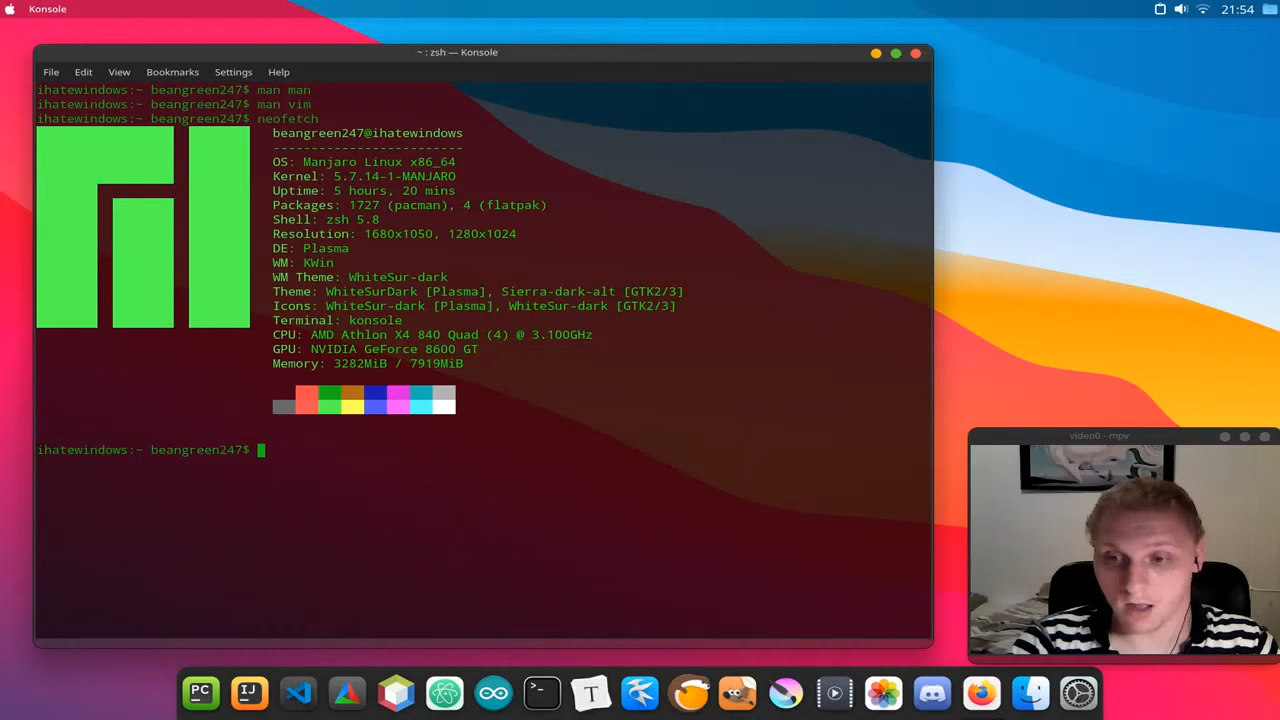 Konsole
21:54
~ : zsh — Konsole
File Edit View Bookmarks Settings Help
ihatewindows:~ beangreen247$ man man
ihatewindows:~ beangreen247$ man vim
ihatewindows:~ beangreen247$ neofetch
beangreen247@ihatewindows
-------------------------
OS: Manjaro Linux x86_64
Kernel: 5.7.14-1-MANJARO
Uptime: 5 hours, 20 mins
Packages: 1727 (pacman), 4 (flatpak)
Shell: zsh 5.8
Resolution: 1680x1050, 1280x1024
DE: Plasma
WM: KWin
WM Theme: WhiteSur-dark
Theme: WhiteSurDark [Plasma], Sierra-dark-alt [GTK2/3]
Icons: WhiteSur-dark [Plasma], WhiteSur-dark [GTK2/3]
Terminal: konsole
CPU: AMD Athlon X4 840 Quad (4) @ 3.100GHz
GPU: NVIDIA GeForce 8600 GT
Memory: 3282MiB / 7919MiB
ihatewindows:~ beangreen247$
video0 - mpv
PC
IJ
>-
T